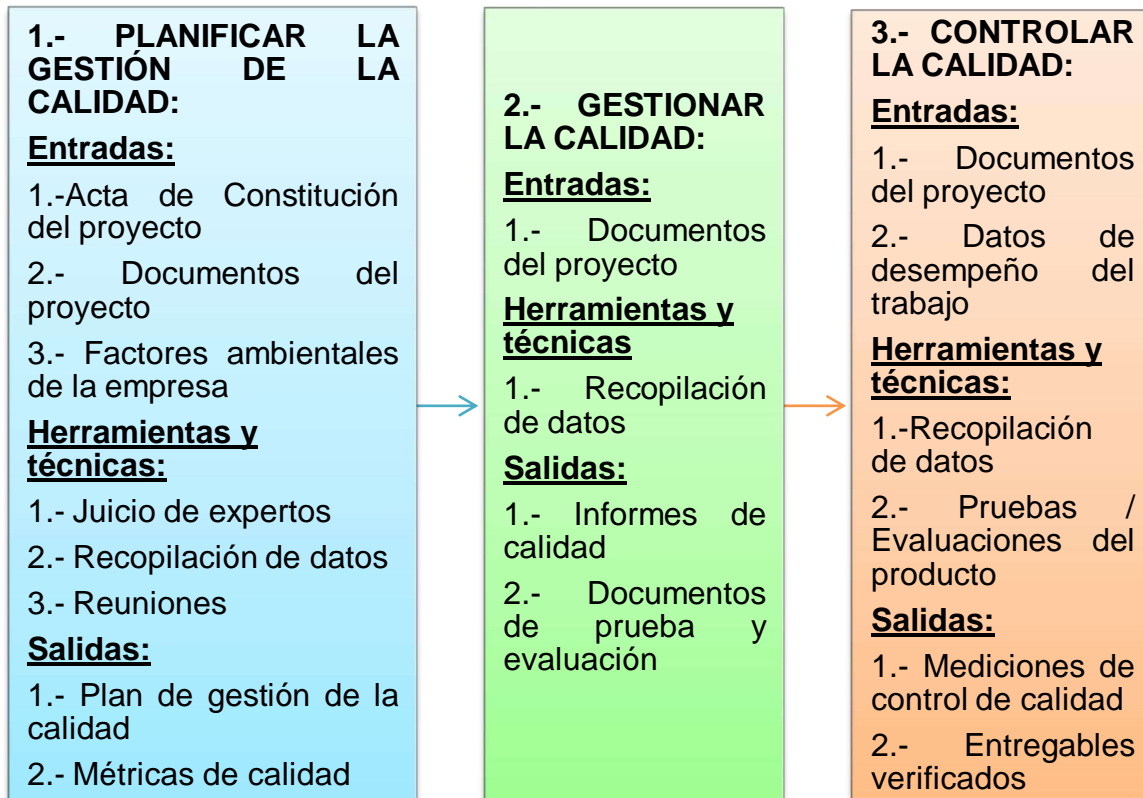 1.- PLANIFICAR LA
GESTIÓN DE LA
CALIDAD:
Entradas:
1.-Acta de Constitución
del proyecto
2.- Documentos del
proyecto
3.- Factores ambientales
de la empresa
Herramientas y
técnicas:
1.- Juicio de expertos
2.- Recopilación de datos
3.- Reuniones
Salidas:
1.- Plan de gestión de la
calidad
2.- Métricas de calidad
2.- GESTIONAR
LA CALIDAD:
Entradas:
1.- Documentos
del proyecto
Herramientas y
técnicas
1.- Recopilación
de datos
Salidas:
1.- Informes de
calidad
2.- Documentos
de prueba y
evaluación
3.- CONTROLAR
LA CALIDAD:
Entradas:
1.- Documentos
del proyecto
2.- Datos de
desempeño del
trabajo
Herramientas y
técnicas:
1.-Recopilación
de datos
2.- Pruebas /
Evaluaciones del
producto
Salidas:
1.- Mediciones de
control de calidad
2.- Entregables
verificados